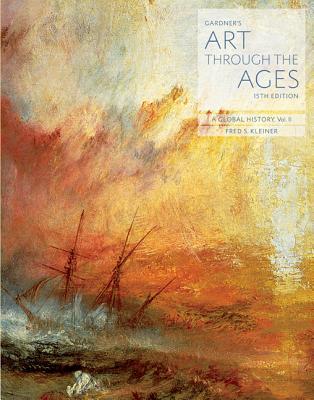 GARDNER'S
ART
THROUGH THE
AGES
15TH EDITION
A GLOBAL HISTORY, Vol. II
FRED S. KLEINER